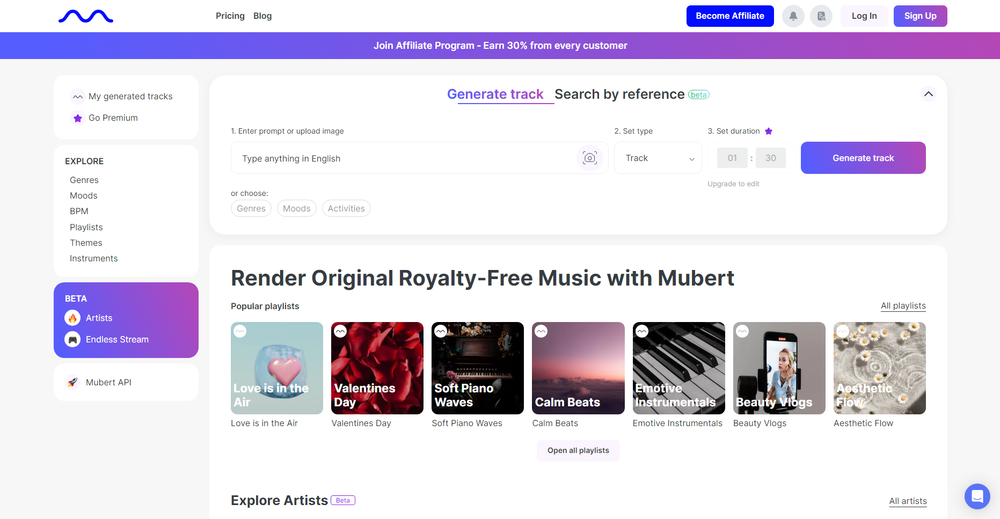 Pricing
Blog
Become Affiliate
Log In
Sign Up
Join Affiliate Program - Earn 30% from every customer
My generated tracks
Go Premium
EXPLORE
Genres
Moods
BPM
Playlists
Themes
Instruments
BETA
Artists
Endless Stream
Mubert API
Generate track
Search by reference beta
1. Enter prompt or upload image
2. Set type
3. Set duration
Type anything in English
Track
01 : 30
Generate track
Upgrade to edit
or choose:
Genres
Moods
Activities
Render Original Royalty-Free Music with Mubert
Popular playlists
All playlists
Love is in the
Air
Valentines
Day
Soft Piano
Waves
Calm Beats
Emotive
Instrumentals
Beauty Vlogs
Aesthetic
Flow
Love is in the Air
Valentines Day
Soft Piano Waves
Calm Beats
Emotive Instrumentals
Beauty Vlogs
Aesthetic Flow
Open all playlists
Explore Artists Beta
All artists